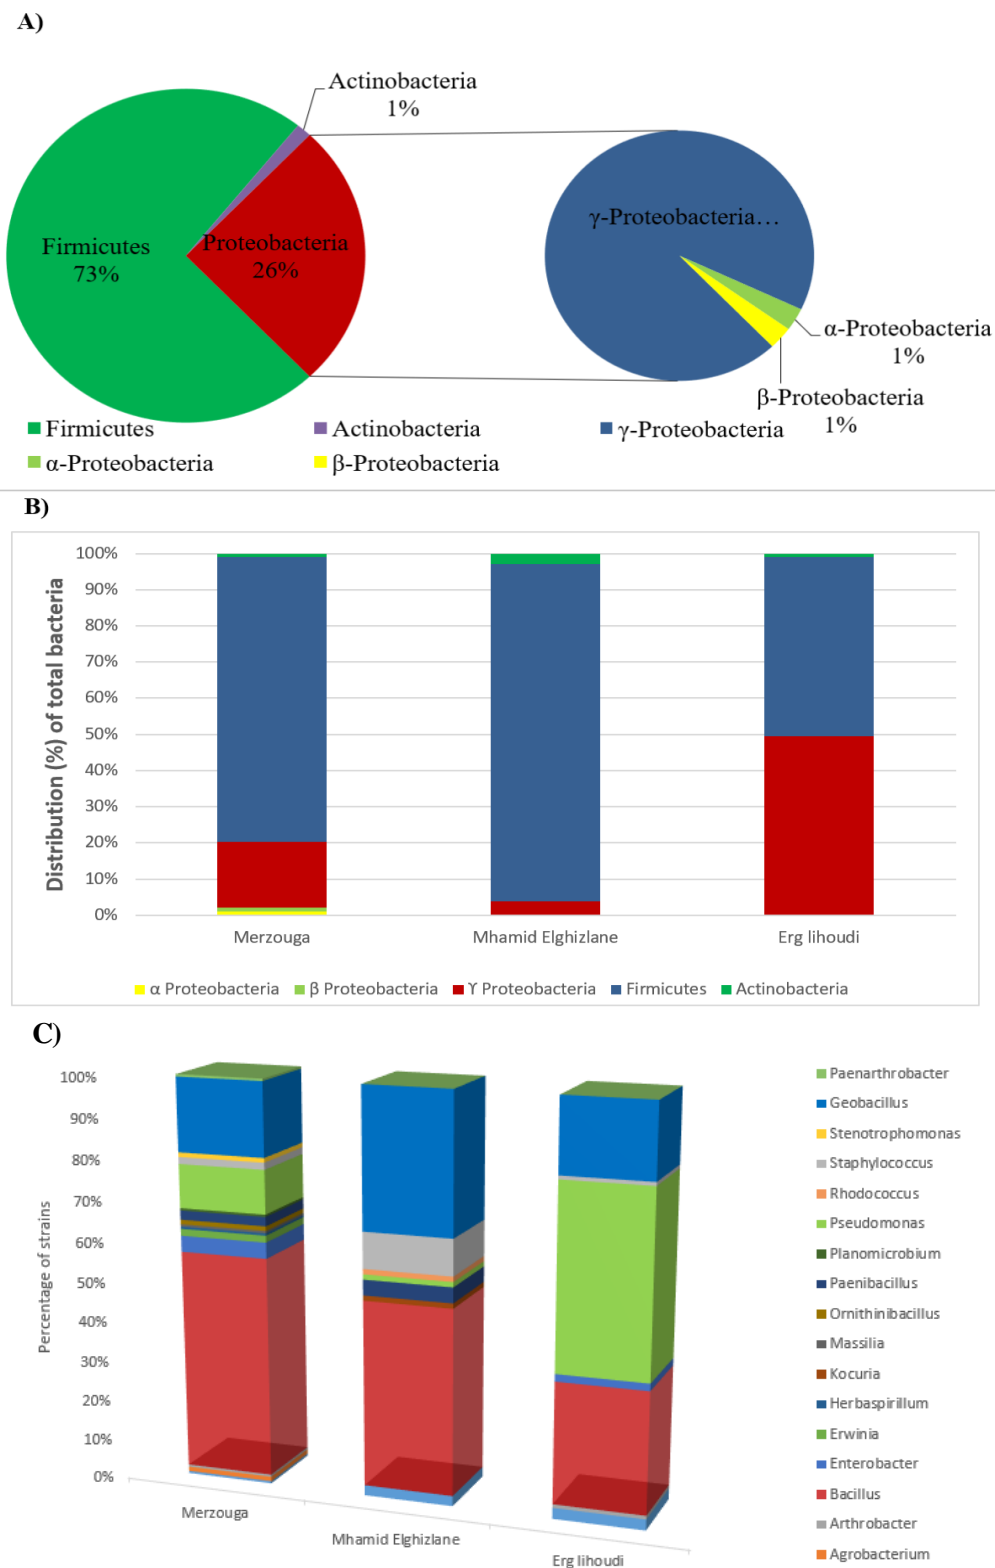 A)
Actinobacteria
1%
Firmicutes
73%
Proteobacteria
26%
γ-Proteobacteria…
α-Proteobacteria
1%
β-Proteobacteria
1%
Firmicutes
Actinobacteria
γ-Proteobacteria
α-Proteobacteria
β-Proteobacteria
B)
Distribution (%) of total bacteria
100%
90%
80%
70%
60%
50%
40%
30%
20%
10%
0%
Merzouga
Mhamid Elghizlane
Erg lihoudi
α Proteobacteria
β Proteobacteria
ϒ Proteobacteria
Firmicutes
Actinobacteria
C)
Percentage of strains
100%
90%
80%
70%
60%
50%
40%
30%
20%
10%
0%
Merzouga
Mhamid Elghizlane
Erg lihoudi
Paenarthrobacter
Geobacillus
Stenotrophomonas
Staphylococcus
Rhodococcus
Pseudomonas
Planomicrobium
Paenibacillus
Ornithinibacillus
Massilia
Kocuria
Herbaspirillum
Erwinia
Enterobacter
Bacillus
Arthrobacter
Agrobacterium